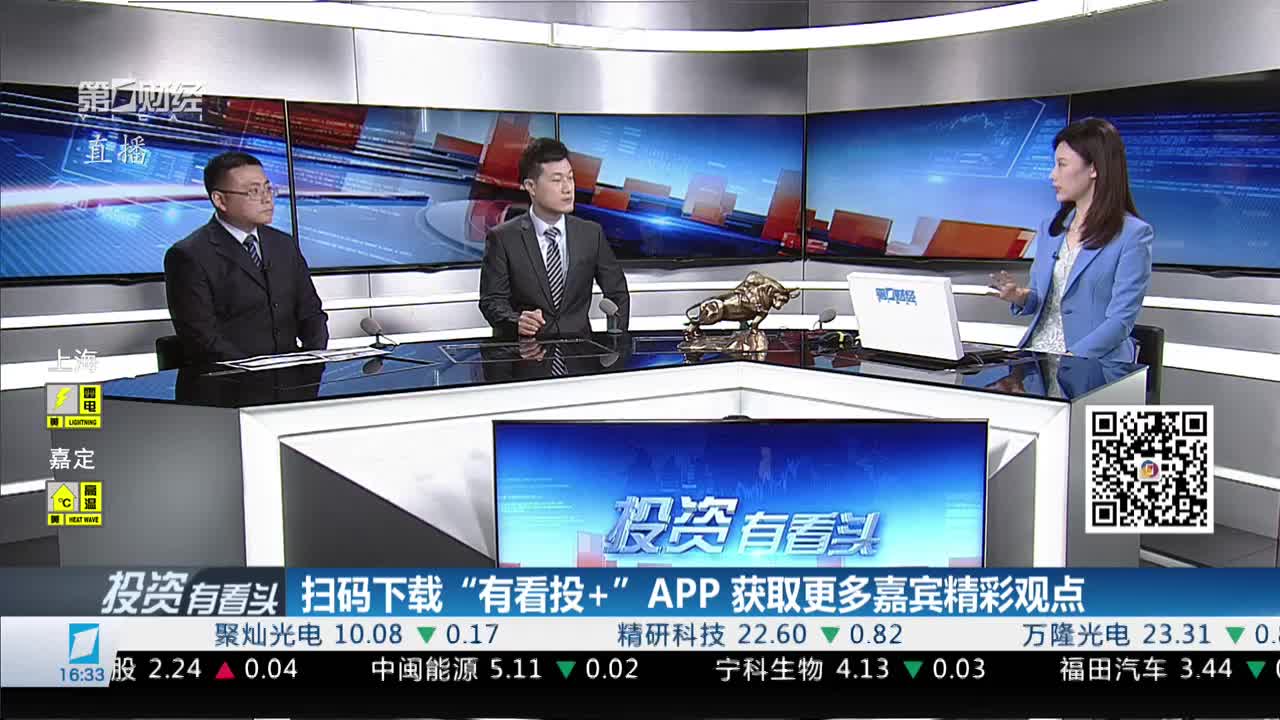 第一财经
YICAI
直播
第一财经
上海
雷电
黄 LIGHTNING
嘉定
℃ 高温
黄 HEAT WAVE
投资有看头
投资有看头 扫码下载“有看投+”APP 获取更多嘉宾精彩观点
聚灿光电 10.08 ▼ 0.17 精研科技 22.60 ▼ 0.82 万隆光电 23.31 ▼
16:33 股 2.24 ▲ 0.04 中闽能源 5.11 ▼ 0.02 宁科生物 4.13 ▼ 0.03 福田汽车 3.44 ▼